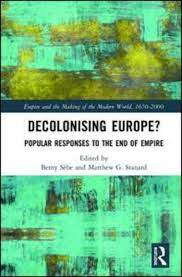 Empire and the Making of the Modern World, 1650-2000
DECOLONISING EUROPE?
POPULAR RESPONSES TO THE END OF EMPIRE
Edited by
Berny Sèbe and Matthew G. Stanard
R